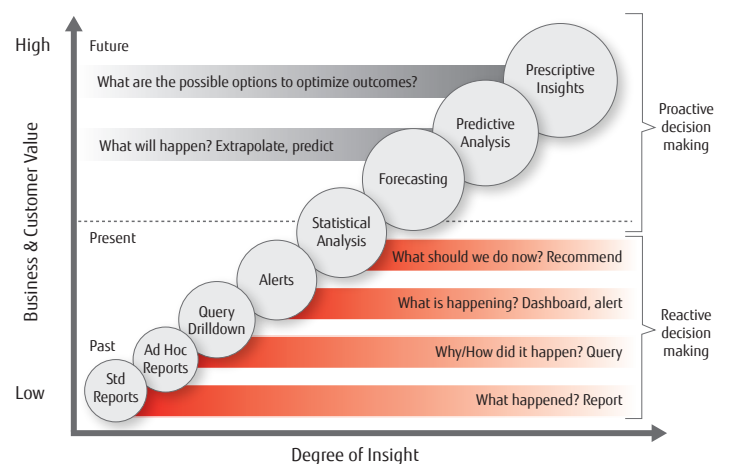 High
Future
What are the possible options to optimize outcomes?
Prescriptive
Insights
What will happen? Extrapolate, predict
Predictive
Analysis
Proactive
decision
making
Forecasting
Business & Customer Value
Statistical
Analysis
Present
What should we do now? Recommend
Alerts
What is happening? Dashboard, alert
Query
Drilldown
Reactive
decision
making
Past
Ad Hoc
Reports
Why/How did it happen? Query
Std
Reports
Low
What happened? Report
Degree of Insight